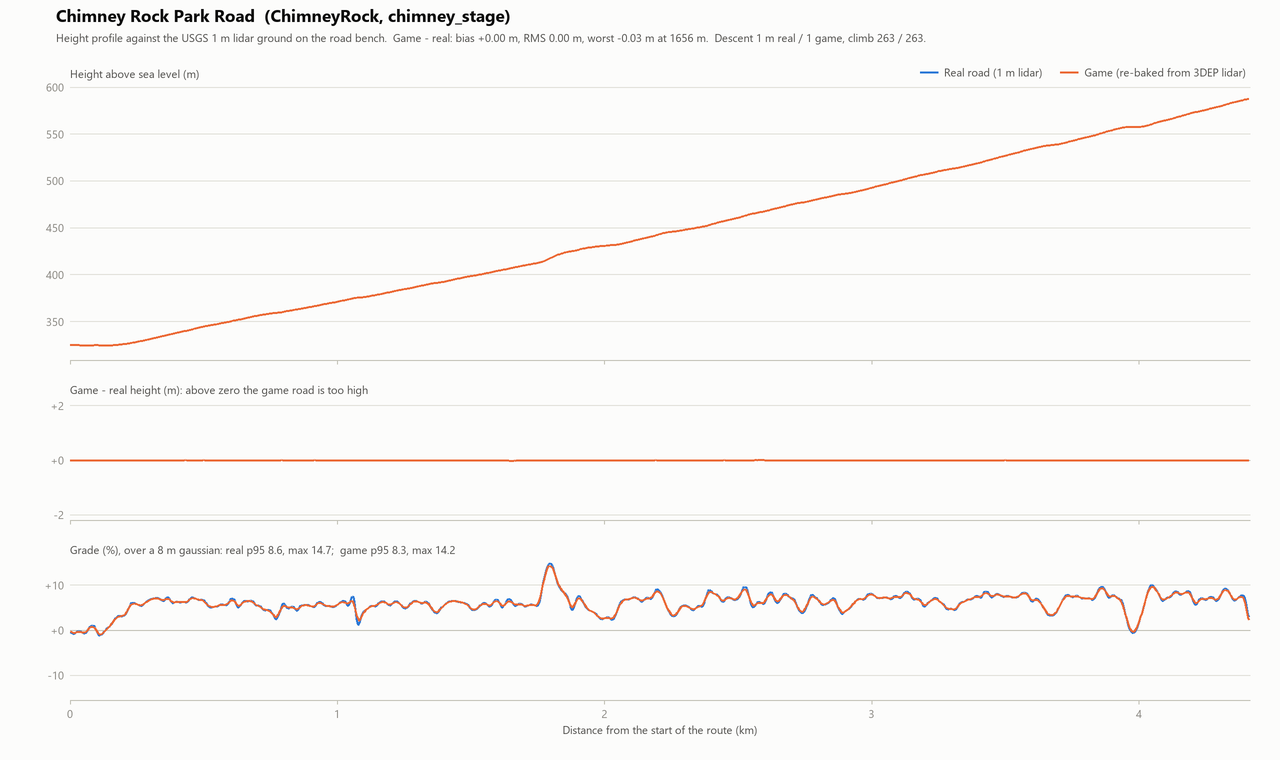 Chimney Rock Park Road  (ChimneyRock, chimney_stage)
Height profile against the USGS 1 m lidar ground on the road bench.  Game - real: bias +0.00 m, RMS 0.00 m, worst -0.03 m at 1656 m.  Descent 1 m real / 1 game, climb 263 / 263.
Height above sea level (m)
Real road (1 m lidar)
Game (re-baked from 3DEP lidar)
600
550
500
450
400
350
Game - real height (m): above zero the game road is too high
+2
+0
-2
Grade (%), over a 8 m gaussian: real p95 8.6, max 14.7;  game p95 8.3, max 14.2
+10
+0
-10
0
1
2
3
4
Distance from the start of the route (km)